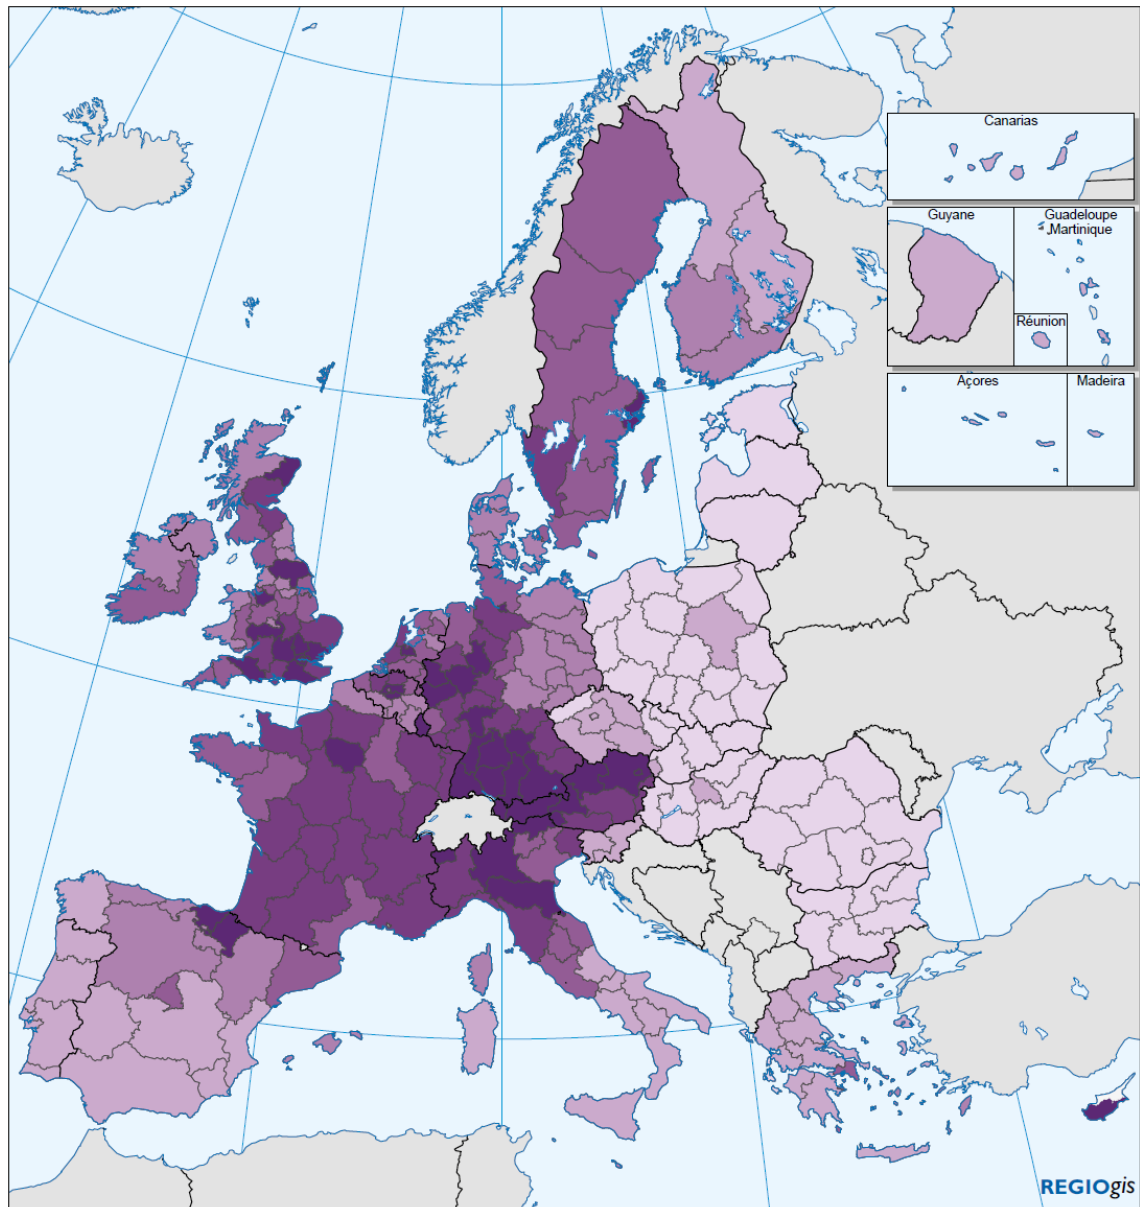 Canarias
Guyane
Guadeloupe
Martinique
Réunion
Açores
Madeira
REGIOgis